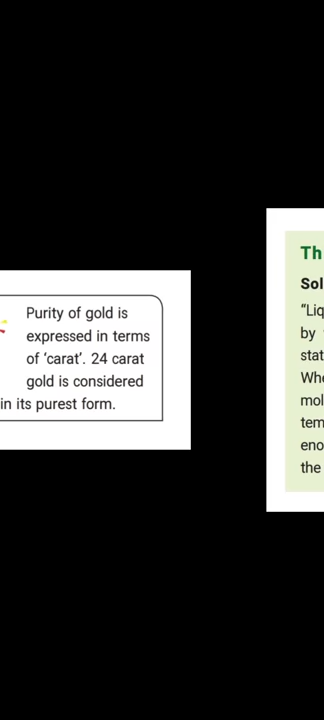 Purity of gold is
expressed in terms
of ‘carat’. 24 carat
gold is considered
in its purest form.
Th
Sol
“Liq
by
stat
Whe
mol
tem
eno
the